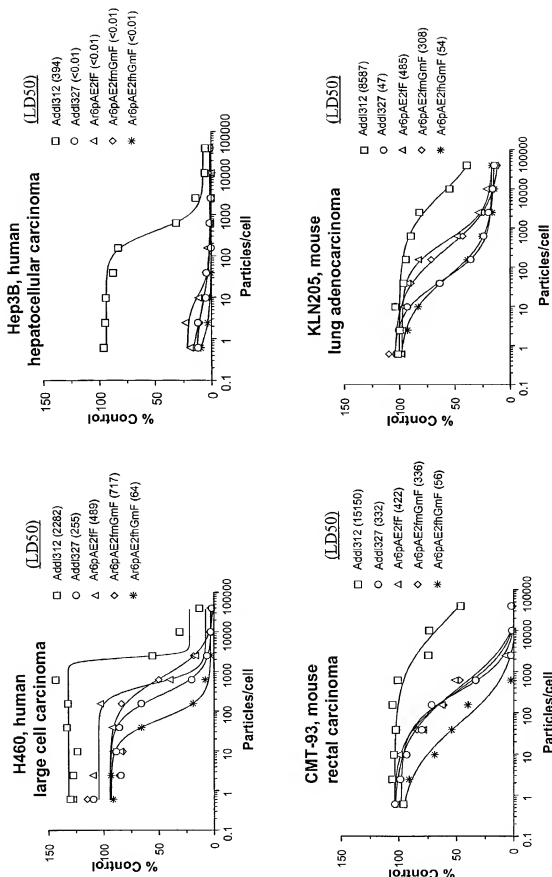 H460, human
large cell carcinoma
(LD50)
Addl312 (2282)
Addl327 (255)
Ar6pAE2fF (489)
Ar6pAE2fmGmF (717)
Ar6pAE2fhGmF (64)
% Control
150
100
50
0
0.1
1
10
100
1000
10000
100000
Particles/cell
Hep3B, human
hepatocellular carcinoma
(LD50)
Addl312 (394)
Addl327 (<0.01)
Ar6pAE2fF (<0.01)
Ar6pAE2fmGmF (<0.01)
Ar6pAE2fhGmF (<0.01)
% Control
150
100
50
0
0.1
1
10
100
1000
10000
100000
Particles/cell
CMT-93, mouse
rectal carcinoma
(LD50)
Addl312 (15150)
Addl327 (332)
Ar6pAE2fF (422)
Ar6pAE2fmGmF (336)
Ar6pAE2fhGmF (56)
% Control
150
100
50
0
0.1
1
10
100
1000
10000
100000
Particles/cell
KLN205, mouse
lung adenocarcinoma
(LD50)
Addl312 (8587)
Addl327 (47)
Ar6pAE2fF (485)
Ar6pAE2fmGmF (308)
Ar6pAE2fhGmF (54)
% Control
150
100
50
0
0.1
1
10
100
1000
10000
100000
Particles/cell